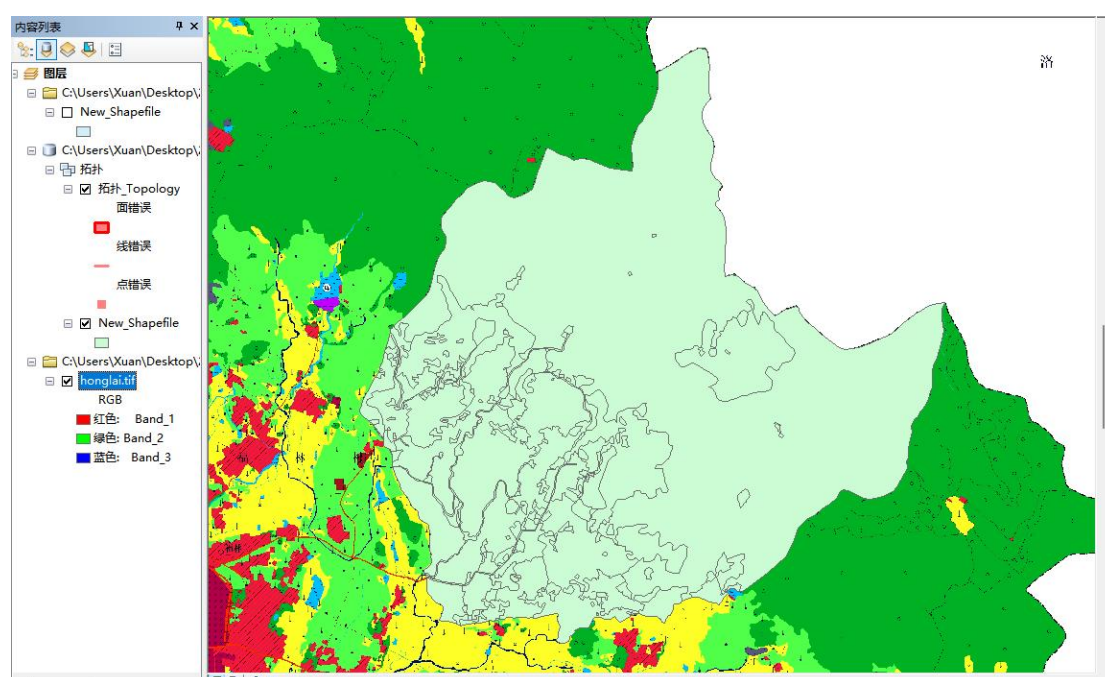 内容列表
图层
C:\Users\Xuan\Desktop\
New_Shapefile
C:\Users\Xuan\Desktop\
拓扑
拓扑_Topology
面错误
线错误
点错误
New_Shapefile
C:\Users\Xuan\Desktop\
honglai.tif
RGB
红色: Band_1
绿色: Band_2
蓝色: Band_3
福 林